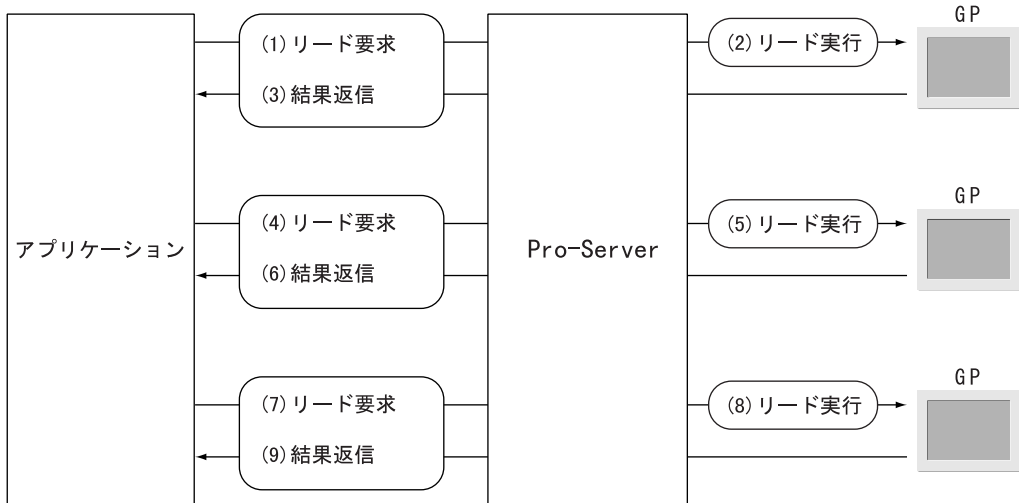 GP
(1)リード要求
(2)リード実行
(3)結果返信
GP
(4)リード要求
(5)リード実行
アプリケーション
Pro-Server
(6)結果返信
GP
(7)リード要求
(8)リード実行
(9)結果返信